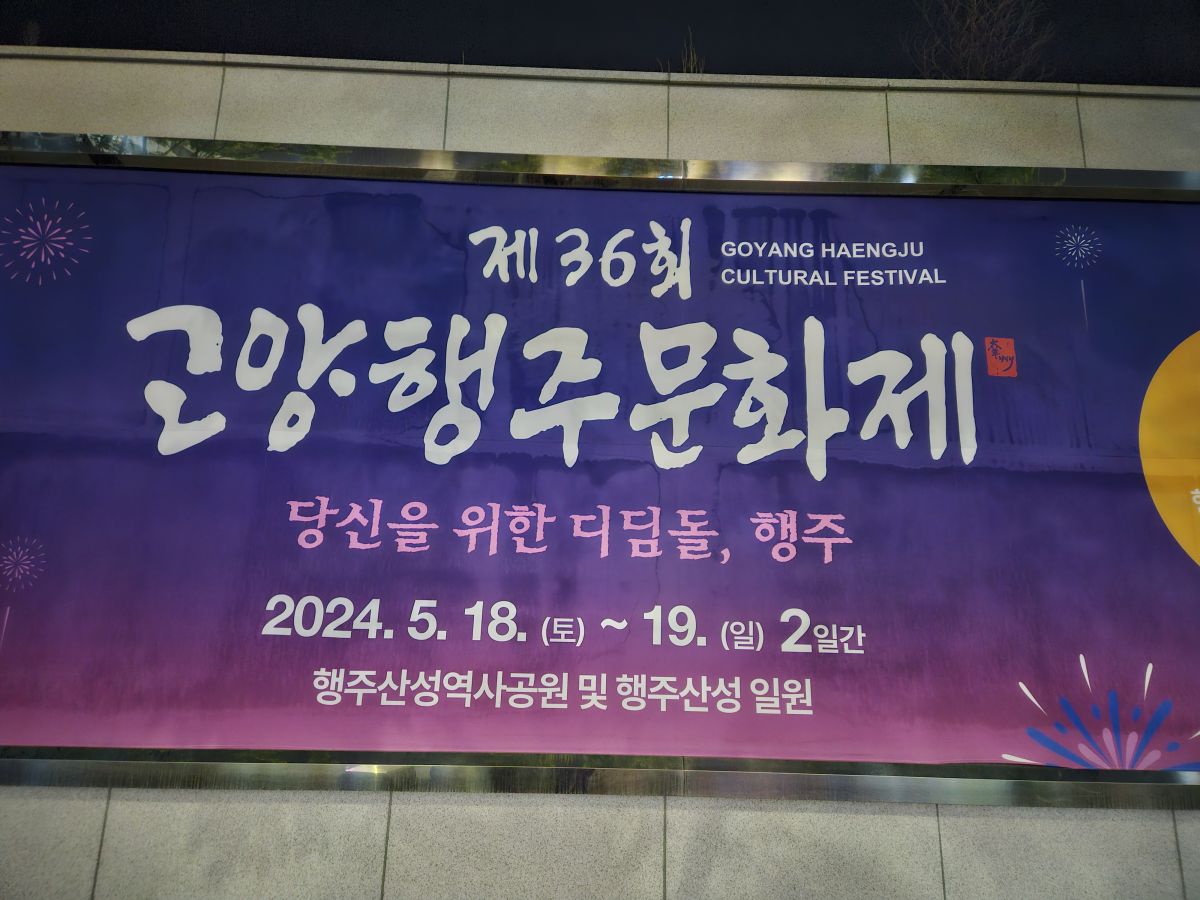 제 36회
GOYANG HAENGJU
CULTURAL FESTIVAL
고양행주문화제
당신을 위한 디딤돌, 행주
2024. 5. 18. (토) ~ 19. (일) 2일간
행주산성역사공원 및 행주산성 일원